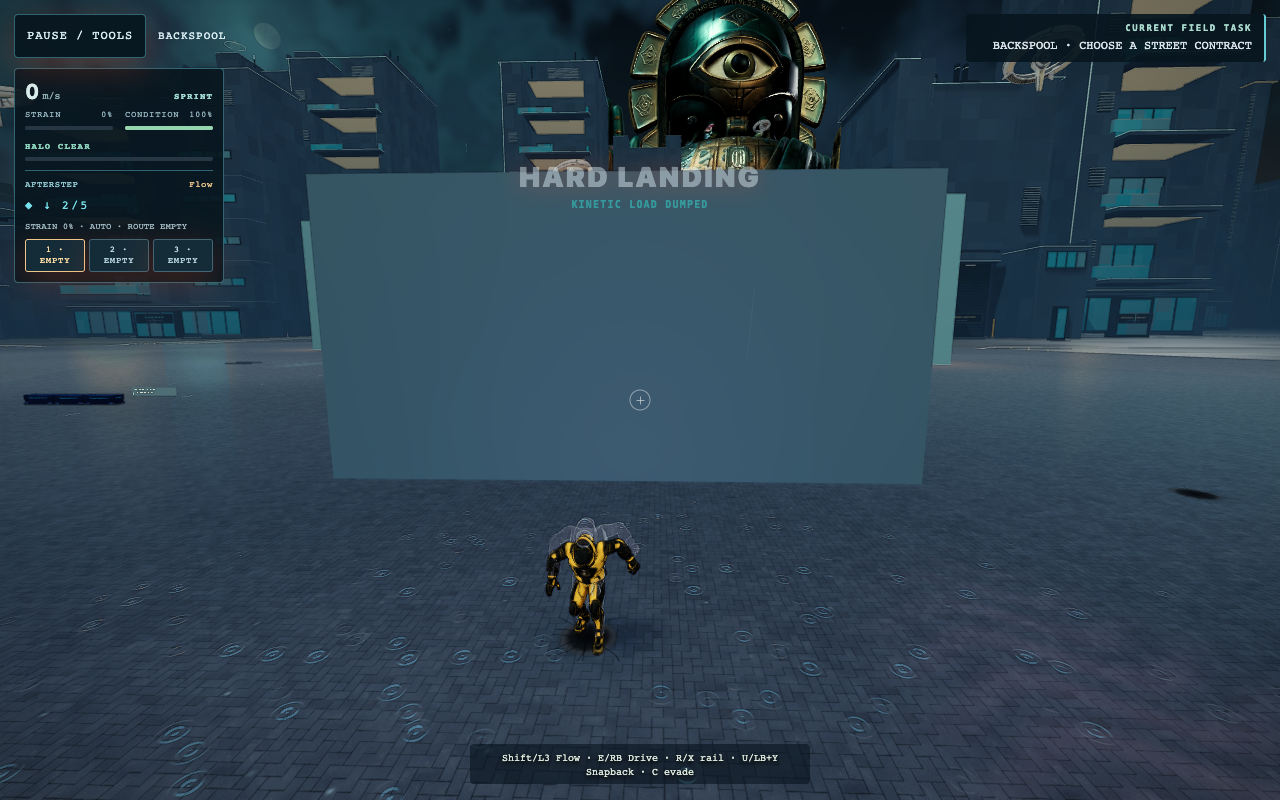 PAUSE / TOOLS
BACKSPOOL
CURRENT FIELD TASK
BACKSPOOL · CHOOSE A STREET CONTRACT
0 m/s
SPRINT
STRAIN 0%
CONDITION 100%
HALO CLEAR
AFTERSTEP
Flow
◆ ↓ 2/5
STRAIN 0% · AUTO · ROUTE EMPTY
1 ·
EMPTY
2 ·
EMPTY
3 ·
EMPTY
HARD LANDING
KINETIC LOAD DUMPED
Shift/L3 Flow · E/RB Drive · R/X rail · U/LB+Y
Snapback · C evade